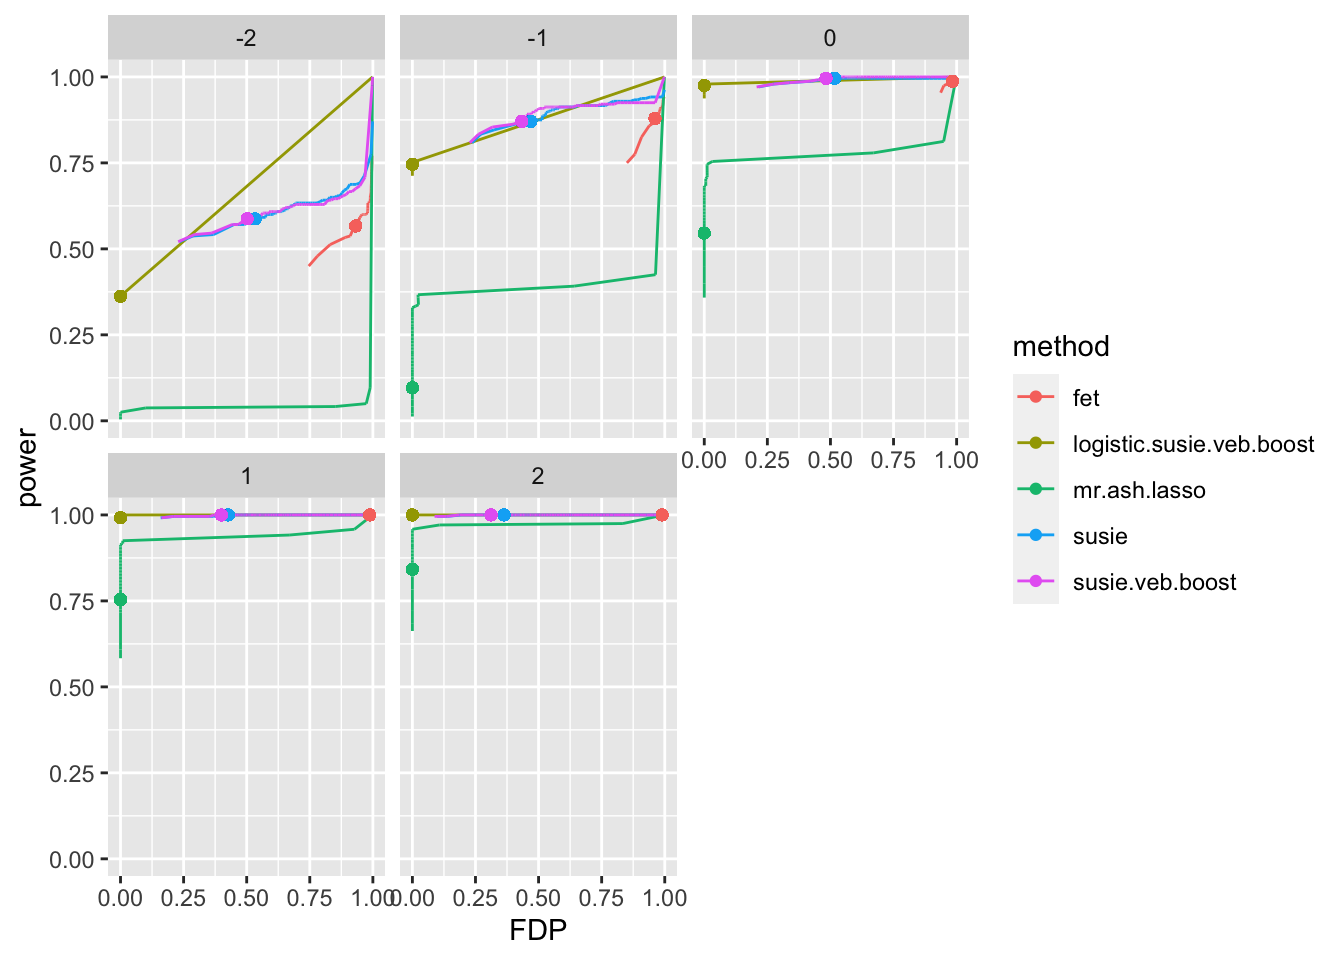 -2
-1
0
1.00
0.75
0.50
0.25
0.00
0.00 0.25 0.50 0.75 1.00
1
2
1.00
0.75
0.50
0.25
0.00
0.00 0.25 0.50 0.75 1.00
0.00 0.25 0.50 0.75 1.00
FDP
power
method
fet
logistic.susie.veb.boost
mr.ash.lasso
susie
susie.veb.boost